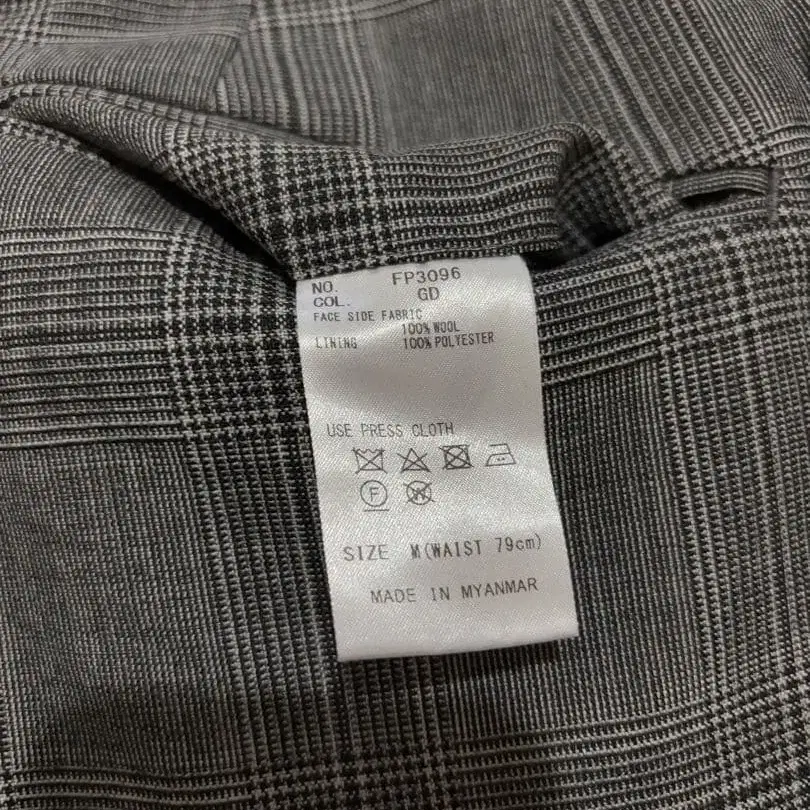 NO. FP3096
COL. GD
FACE SIDE FABRIC
100% WOOL
LINING 100% POLYESTER
USE PRESS CLOTH
F W
SIZE M(WAIST 79cm)
MADE IN MYANMAR